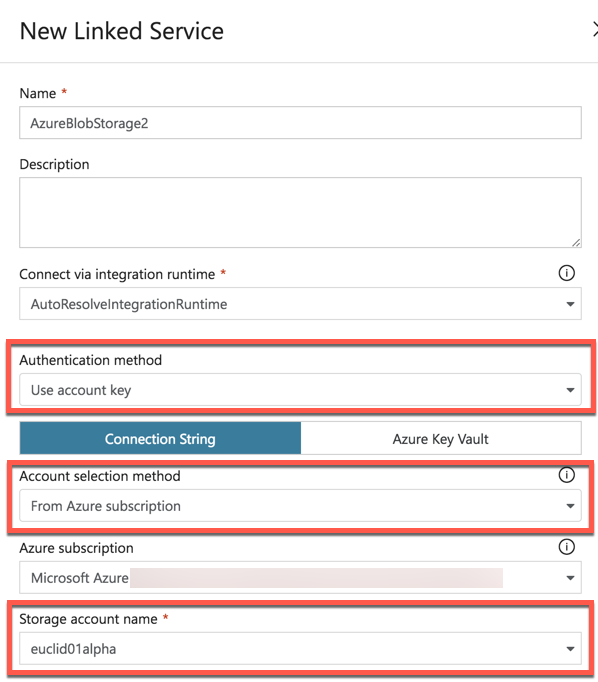 New Linked Service
Name *
AzureBlobStorage2
Description
Connect via integration runtime *
AutoResolveIntegrationRuntime
Authentication method
Use account key
Connection String
Azure Key Vault
Account selection method
From Azure subscription
Azure subscription
Microsoft Azure
Storage account name *
euclid01alpha